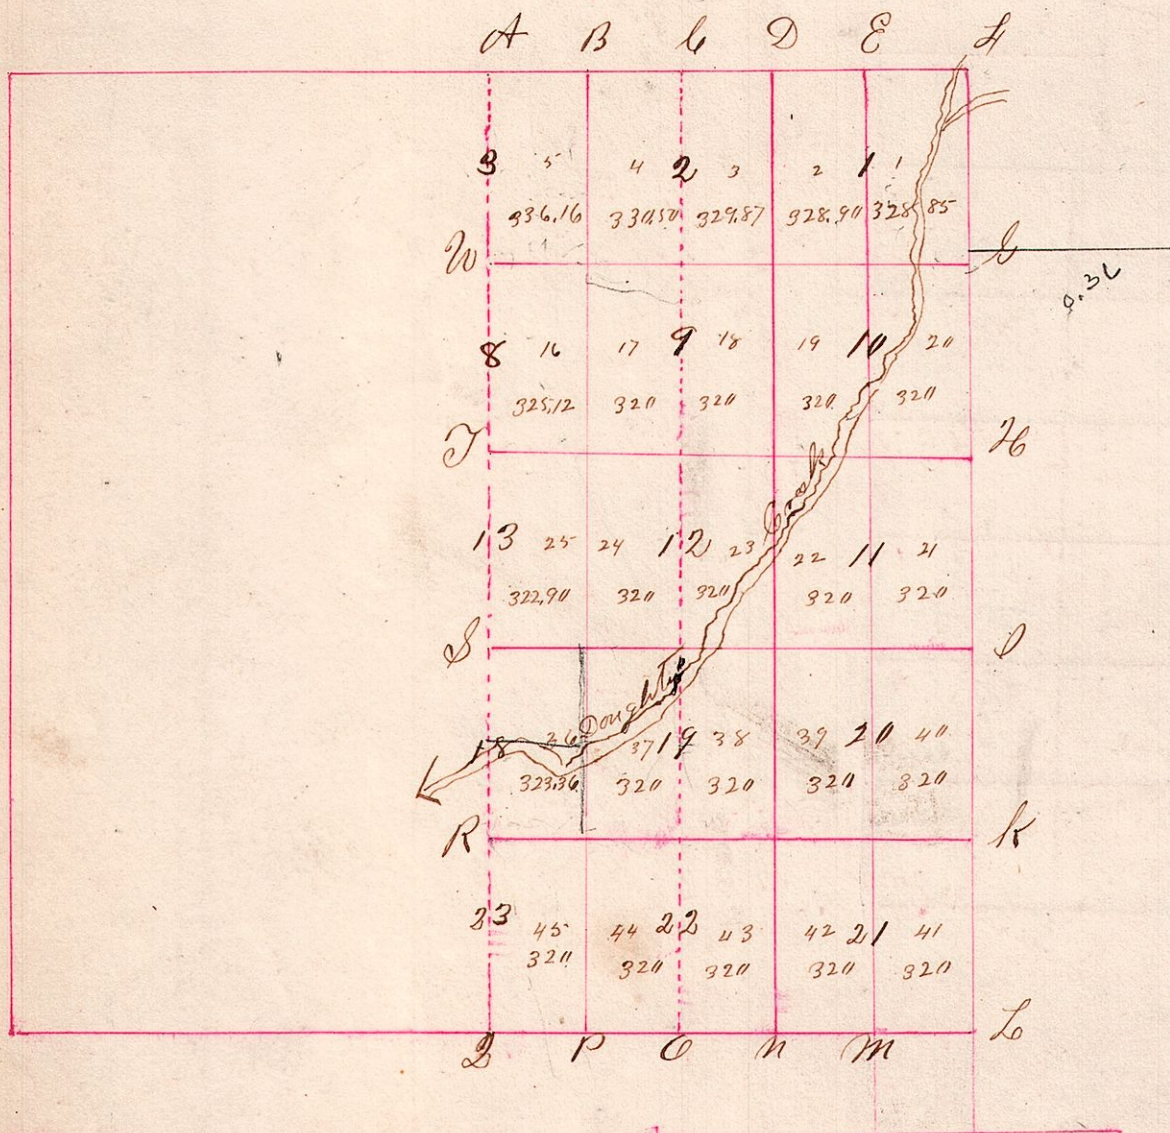 A B C D E F
3 5 4 2 3 2 1 1
336.16 330.50 329.87 328.90 328.85
W G
0.36
8 16 17 9 18 19 10 20
325.12 320 320 320 320
T H
Creek
13 25 24 12 23 22 11 21
322.90 320 320 320 320
S I
Doughty's
18 36 37 19 38 39 20 40
323.36 320 320 320 320
R K
23 45 44 22 43 42 21 41
320 320 320 320 320
L
Q P O N M